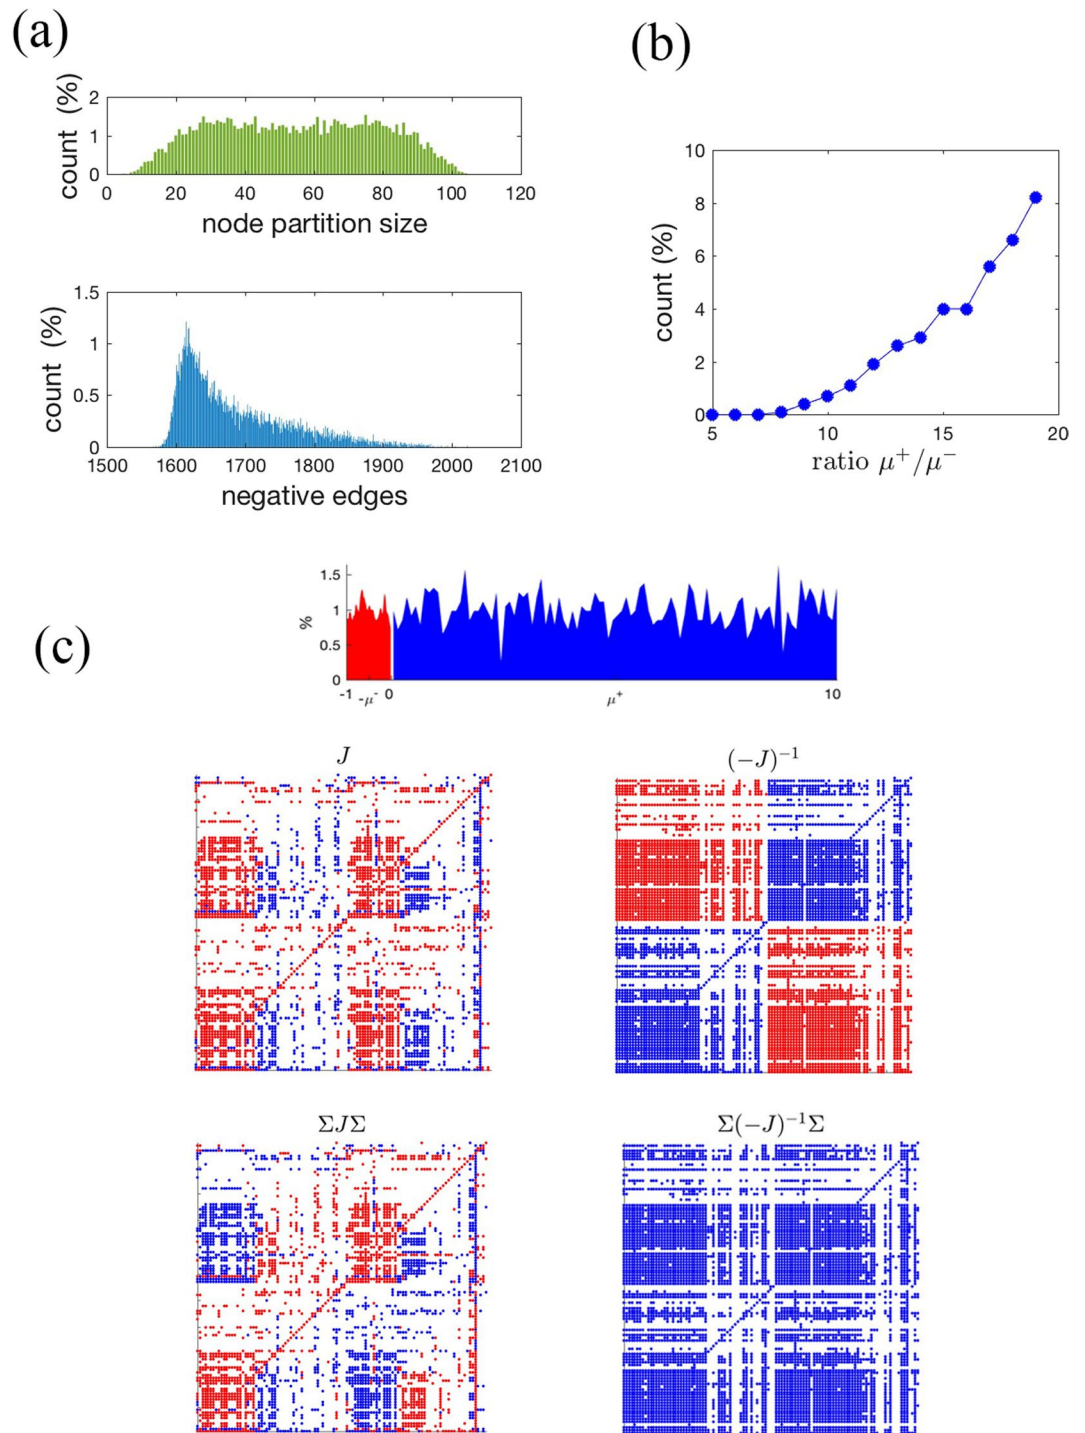 (a)
(b)
count (%)
2
1
0
0 20 40 60 80 100 120
node partition size
count (%)
1.5
1
0.5
0
1500 1600 1700 1800 1900 2000 2100
negative edges
count (%)
10
8
6
4
2
0
5 10 15 20
ratio μ⁺/μ⁻
(c)
%
1.5
1
0.5
0
-1 -μ⁻ 0 μ⁺ 10
J
(−J)⁻¹
ΣJΣ
Σ(−J)⁻¹Σ